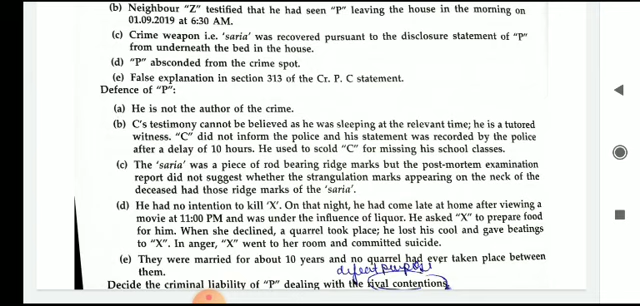 (b) Neighbour "Z" testified that he had seen "P" leaving the house in the morning on
01.09.2019 at 6:30 AM.
(c) Crime weapon i.e. 'saria' was recovered pursuant to the disclosure statement of "P"
from underneath the bed in the house.
(d) "P" absconded from the crime spot.
(e) False explanation in section 313 of the Cr. P. C statement.
Defence of "P":
(a) He is not the author of the crime.
(b) C's testimony cannot be believed as he was sleeping at the relevant time; he is a tutored
witness. "C" did not inform the police and his statement was recorded by the police
after a delay of 10 hours. He used to scold "C" for missing his school classes.
(c) The 'saria' was a piece of rod bearing ridge marks but the post-mortem examination
report did not suggest whether the strangulation marks appearing on the neck of the
deceased had those ridge marks of the 'saria'.
(d) He had no intention to kill 'X'. On that night, he had come late at home after viewing a
movie at 11:00 PM and was under the influence of liquor. He asked "X" to prepare food
for him. When she declined, a quarrel took place; he lost his cool and gave beatings
to "X". In anger, "X" went to her room and committed suicide.
(e) They were married for about 10 years and no quarrel had ever taken place between
them.
Decide the criminal liability of "P" dealing with the rival contentions